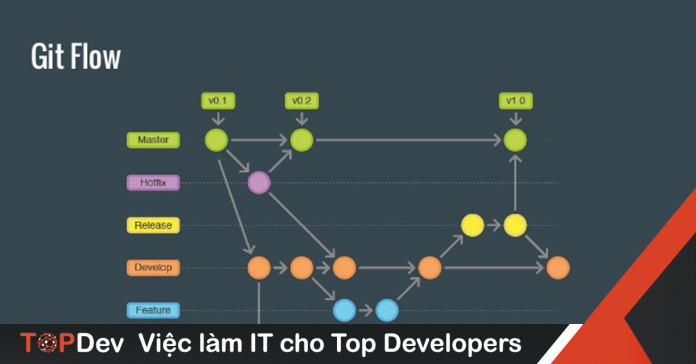 Git Flow
v0.1 v0.2 v1.0
Master
Hotfix
Release
Develop
Feature
TOPDev Việc làm IT cho Top Developers